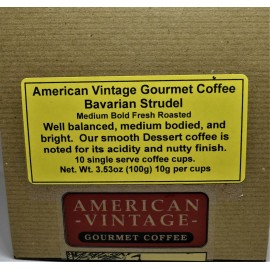 American Vintage Gourmet Coffee
Bavarian Strudel
Medium Bold Fresh Roasted
Well balanced, medium bodied, and
bright. Our smooth Dessert coffee is
noted for its acidity and nutty finish.
10 single serve coffee cups.
Net. Wt. 3.53oz (100g) 10g per cups
AMERICAN
-VINTAGE-
GOURMET COFFEE